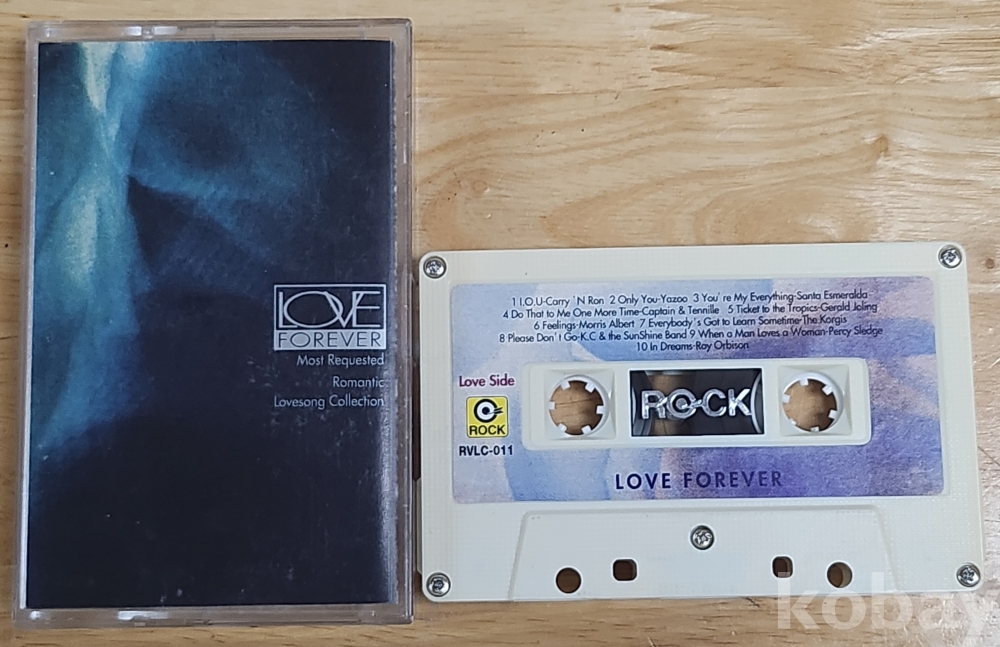 LOVE
FOREVER
Most Requested
Romantic
Lovesong Collection
1 I.O.U-Carry 'N Ron 2 Only You-Yazoo 3 You're My Everything-Santa Esmeralda
4 Do That to Me One More Time-Captain & Tennille 5 Ticket to the Tropics-Gerald Joling
6 Feelings-Morris Albert 7 Everybody's Got to Learn Sometime-The Korgis
8 Please Don't Go-K.C & the SunShine Band 9 When a Man Loves a Woman-Percy Sledge
10 In Dreams-Roy Orbison
Love Side
ROCK
RVLC-011
ROCK
LOVE FOREVER
kobay